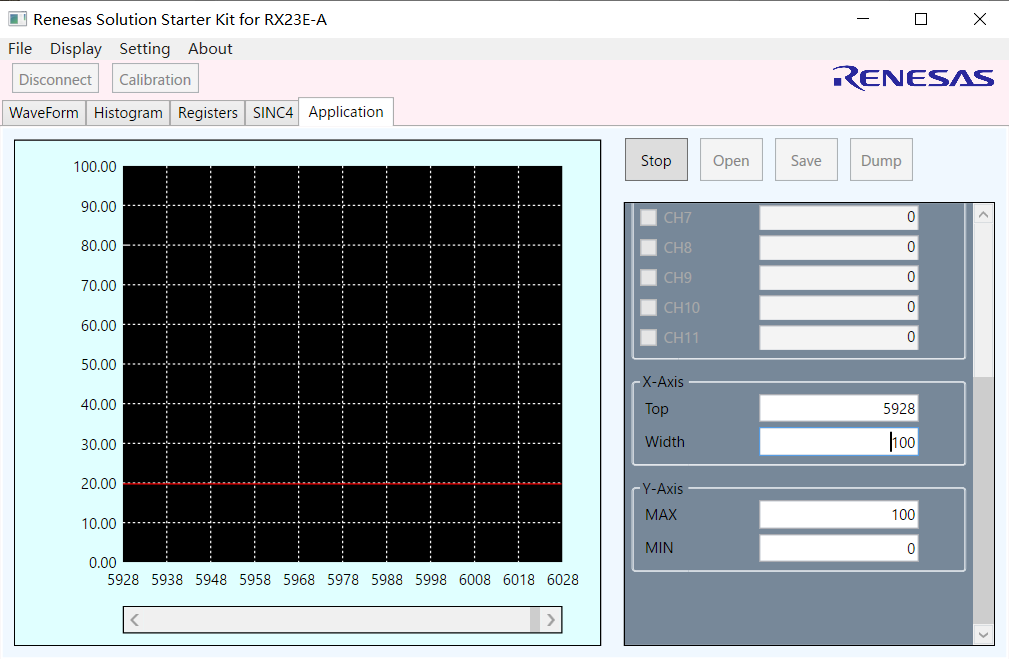 Renesas Solution Starter Kit for RX23E-A
File Display Setting About
Disconnect Calibration
RENESAS
WaveForm Histogram Registers SINC4 Application
Stop Open Save Dump
100.00
90.00
80.00
70.00
60.00
50.00
40.00
30.00
20.00
10.00
0.00
5928 5938 5948 5958 5968 5978 5988 5998 6008 6018 6028
CH7 0
CH8 0
CH9 0
CH10 0
CH11 0
X-Axis
Top 5928
Width 100
Y-Axis
MAX 100
MIN 0